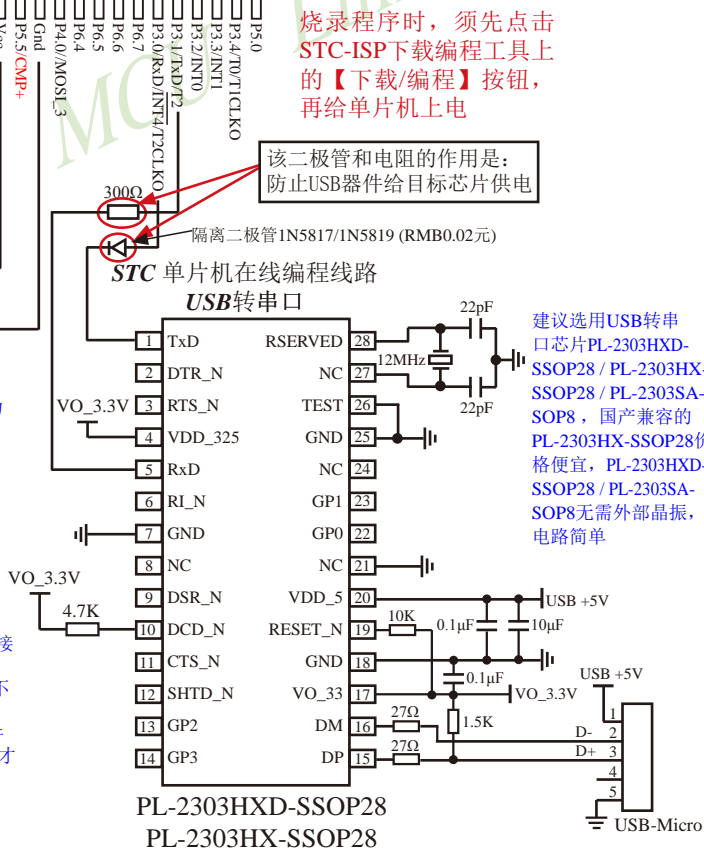 P5.0
P3.4/T0/T1CLKO
P3.3/INT1
P3.2/INT0
P3.1/TxD/T2
P3.0/RxD/INT4/T2CLKO
P6.7
P6.6
P6.5
P6.4
P4.0/MOSI_3
Gnd
P5.5/CMP+
Vcc
烧录程序时，须先点击
STC-ISP下载编程工具上
的【下载/编程】按钮，
再给单片机上电
MCU
该二极管和电阻的作用是:
防止USB器件给目标芯片供电
300Ω
隔离二极管1N5817/1N5819 (RMB0.02元)
STC 单片机在线编程线路
USB转串口
1 TxD
2 DTR_N
3 RTS_N
4 VDD_325
5 RxD
6 RI_N
7 GND
8 NC
9 DSR_N
10 DCD_N
11 CTS_N
12 SHTD_N
13 GP2
14 GP3
RSERVED 28
NC 27
TEST 26
GND 25
NC 24
GP1 23
GP0 22
NC 21
VDD_5 20
RESET_N 19
GND 18
VO_33 17
DM 16
DP 15
VO_3.3V
VO_3.3V
4.7K
22pF
12MHz
22pF
建议选用USB转串
口芯片PL-2303HXD-
SSOP28 / PL-2303HX-
SSOP28 / PL-2303SA-
SOP8 ，国产兼容的
PL-2303HX-SSOP28价
格便宜，PL-2303HXD-
SSOP28 / PL-2303SA-
SOP8无需外部晶振，
电路简单
USB +5V
10K
0.1μF
10μF
0.1μF
VO_3.3V
27Ω
1.5K
27Ω
USB +5V
1
D- 2
D+ 3
4
5
USB-Micro
接
不
才
PL-2303HXD-SSOP28
PL-2303HX-SSOP28